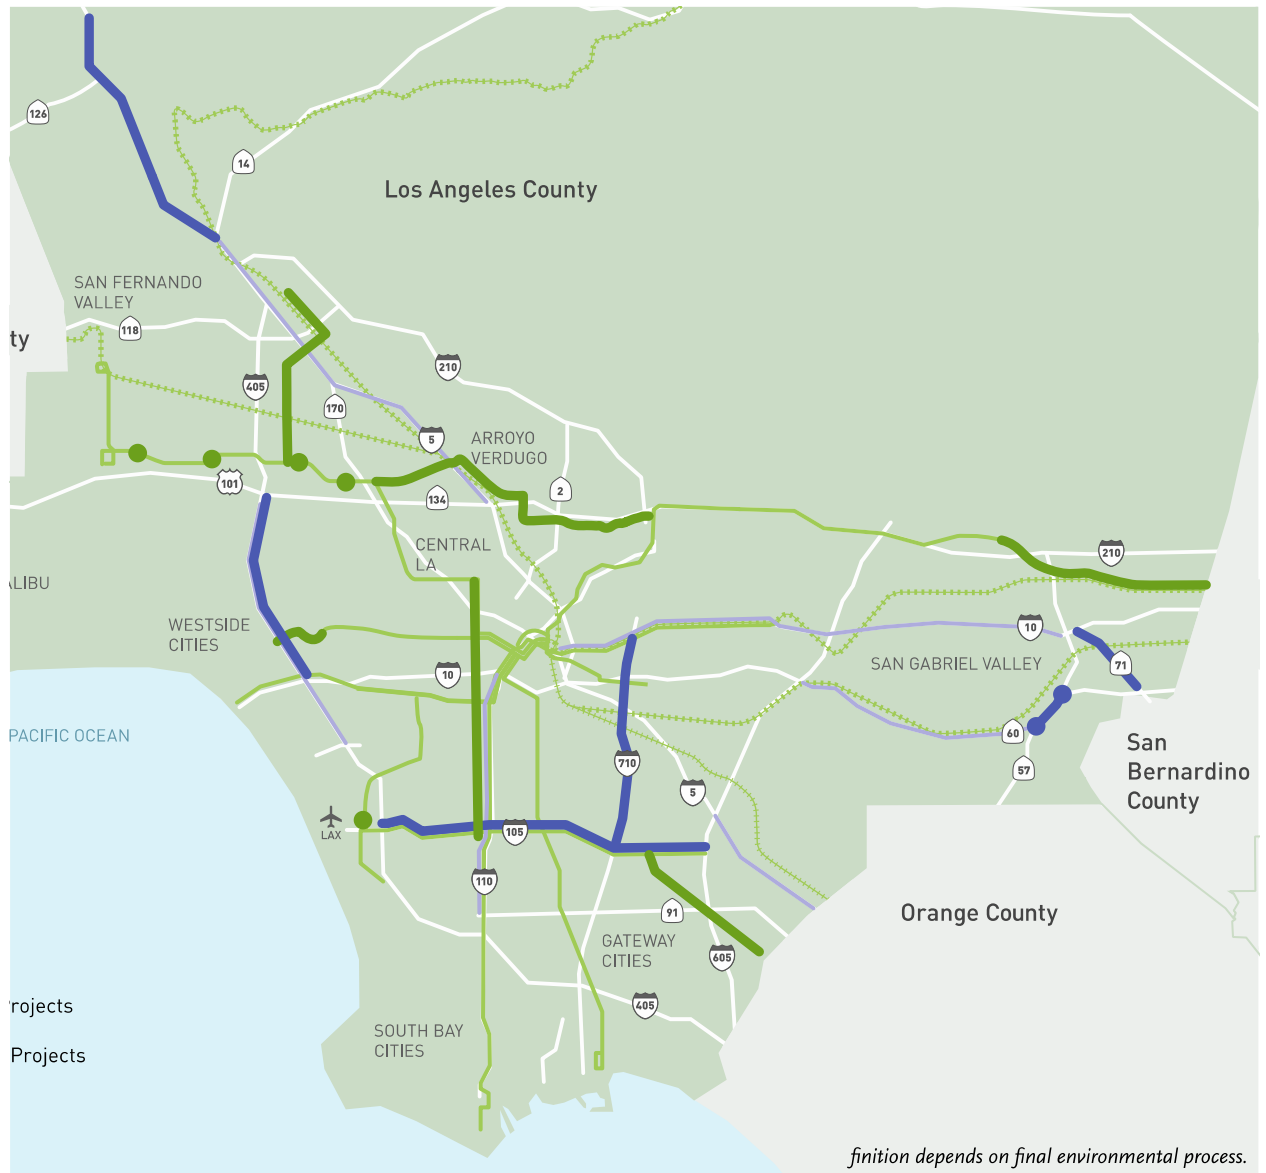 126
14
Los Angeles County
SAN FERNANDO
VALLEY
118
ty
210
405
170
5
ARROYO
VERDUGO
101
134
2
CENTRAL
LA
210
ALIBU
WESTSIDE
CITIES
10
10
SAN GABRIEL VALLEY
71
PACIFIC OCEAN
60
San
Bernardino
County
57
710
5
LAX
105
110
91
Orange County
GATEWAY
CITIES
605
405
rojects
SOUTH BAY
CITIES
Projects
finition depends on final environmental process.